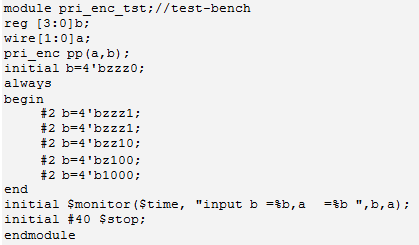 module pri_enc_tst;//test-bench
reg [3:0]b;
wire[1:0]a;
pri_enc pp(a,b);
initial b=4'bzzz0;
always
begin
#2 b=4'bzzz1;
#2 b=4'bzzz1;
#2 b=4'bzz10;
#2 b=4'bz100;
#2 b=4'b1000;
end
initial $monitor($time, "input b =%b,a  =%b ",b,a);
initial #40 $stop;
endmodule